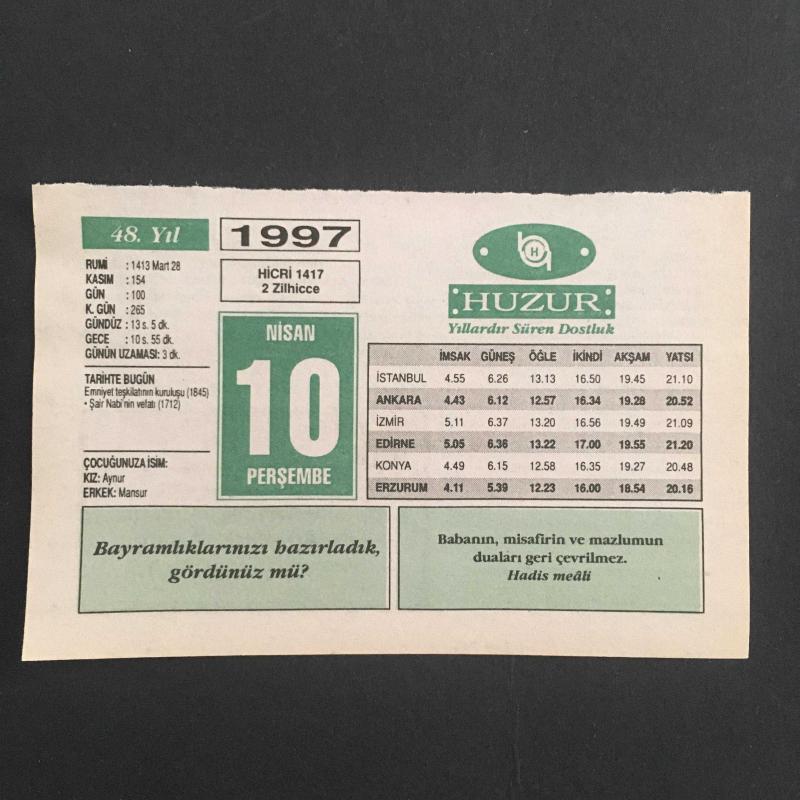 48. Yıl
1997
HİCRİ 1417
2 Zilhicce
RUMİ : 1413 Mart 28
KASIM : 154
GÜN : 100
K. GÜN : 265
GÜNDÜZ : 13 s. 5 dk.
GECE : 10 s. 55 dk.
GÜNÜN UZAMASI: 3 dk.
TARİHTE BUGÜN
Emniyet teşkilatının kuruluşu (1845)
• Şair Nabi'nin vefatı (1712)
ÇOCUĞUNUZA İSİM:
KIZ: Aynur
ERKEK: Mansur
NİSAN
10
PERŞEMBE
H
HUZUR
Yıllardır Süren Dostluk
İMSAK GÜNEŞ ÖĞLE İKİNDİ AKŞAM YATSI
İSTANBUL 4.55 6.26 13.13 16.50 19.45 21.10
ANKARA 4.43 6.12 12.57 16.34 19.28 20.52
İZMİR 5.11 6.37 13.20 16.56 19.49 21.09
EDİRNE 5.05 6.36 13.22 17.00 19.55 21.20
KONYA 4.49 6.15 12.58 16.35 19.27 20.48
ERZURUM 4.11 5.39 12.23 16.00 18.54 20.16
Bayramlıklarınızı hazırladık,
gördünüz mü?
Babanın, misafirin ve mazlumun
duaları geri çevrilmez.
Hadis meâli